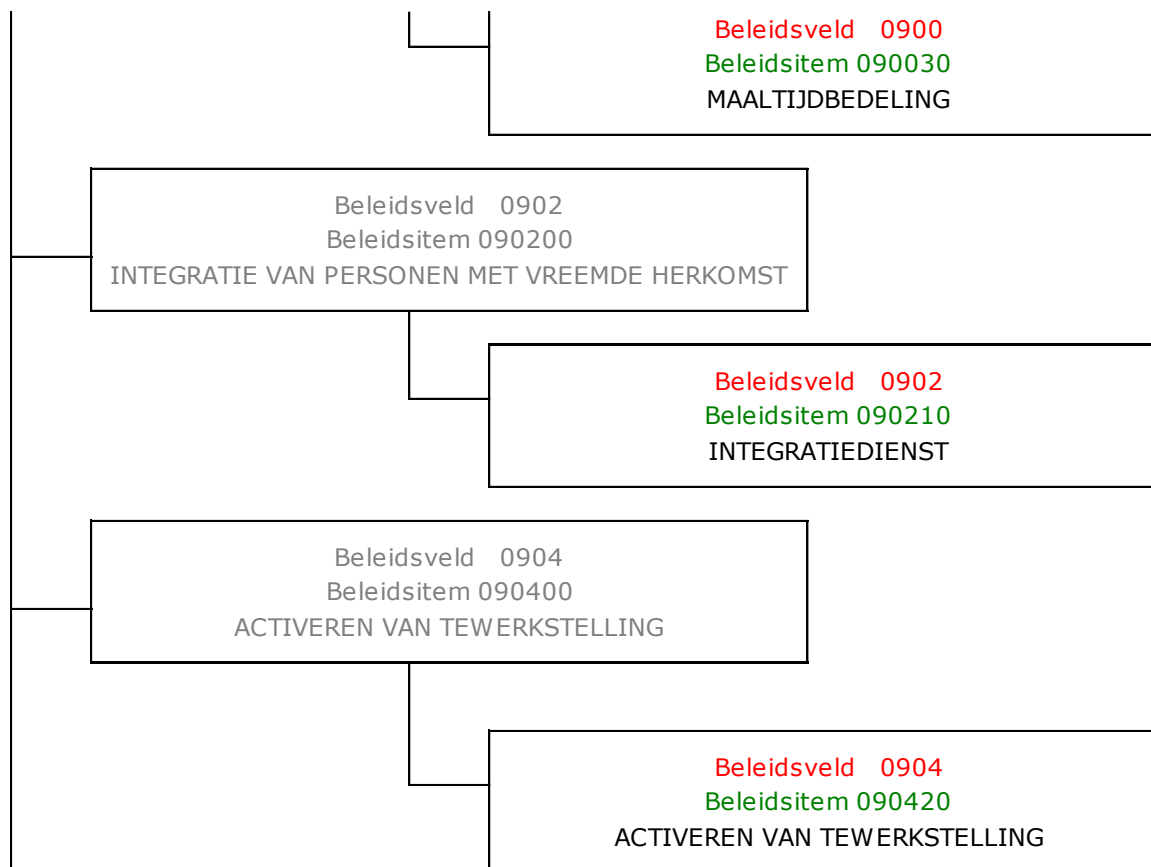 Beleidsveld 0900
Beleidsitem 090030
MAALTIJDBEDELING
Beleidsveld 0902
Beleidsitem 090200
INTEGRATIE VAN PERSONEN MET VREEMDE HERKOMST
Beleidsveld 0902
Beleidsitem 090210
INTEGRATIEDIENST
Beleidsveld 0904
Beleidsitem 090400
ACTIVEREN VAN TEWERKSTELLING
Beleidsveld 0904
Beleidsitem 090420
ACTIVEREN VAN TEWERKSTELLING